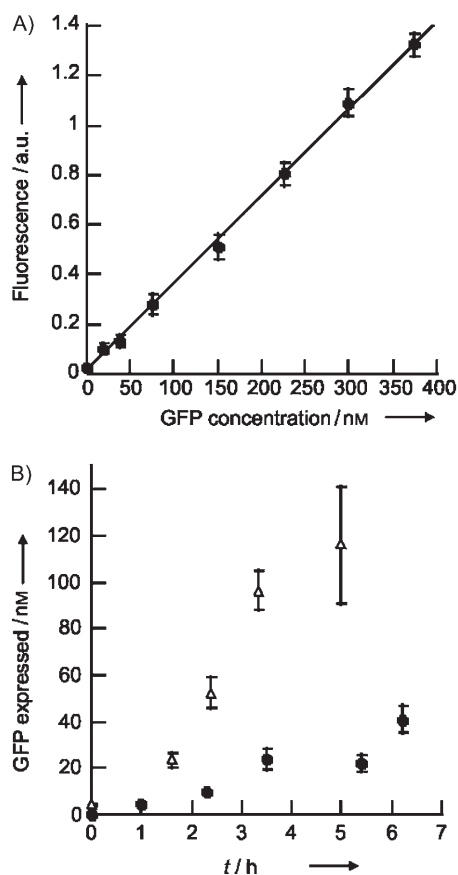 A)
Fluorescence / a.u.
1.4
1.2
1
0.8
0.6
0.4
0.2
0
0 50 100 150 200 250 300 350 400
GFP concentration / nM
B)
GFP expressed / nM
140
120
100
80
60
40
20
0
0 1 2 3 4 5 6 7
t / h